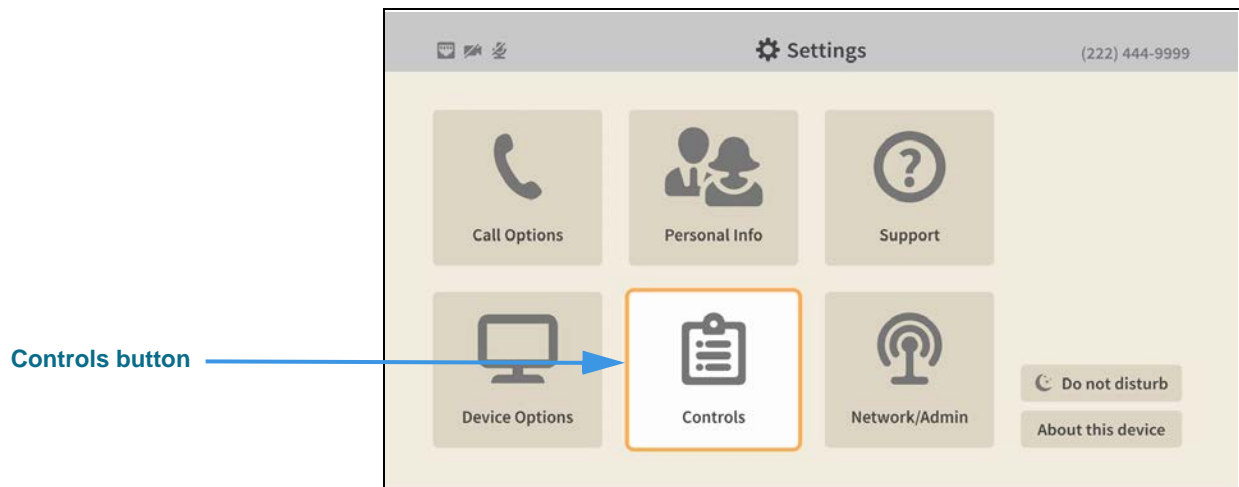 Settings
(222) 444-9999
Call Options
Personal Info
Support
Controls button
Device Options
Controls
Network/Admin
Do not disturb
About this device